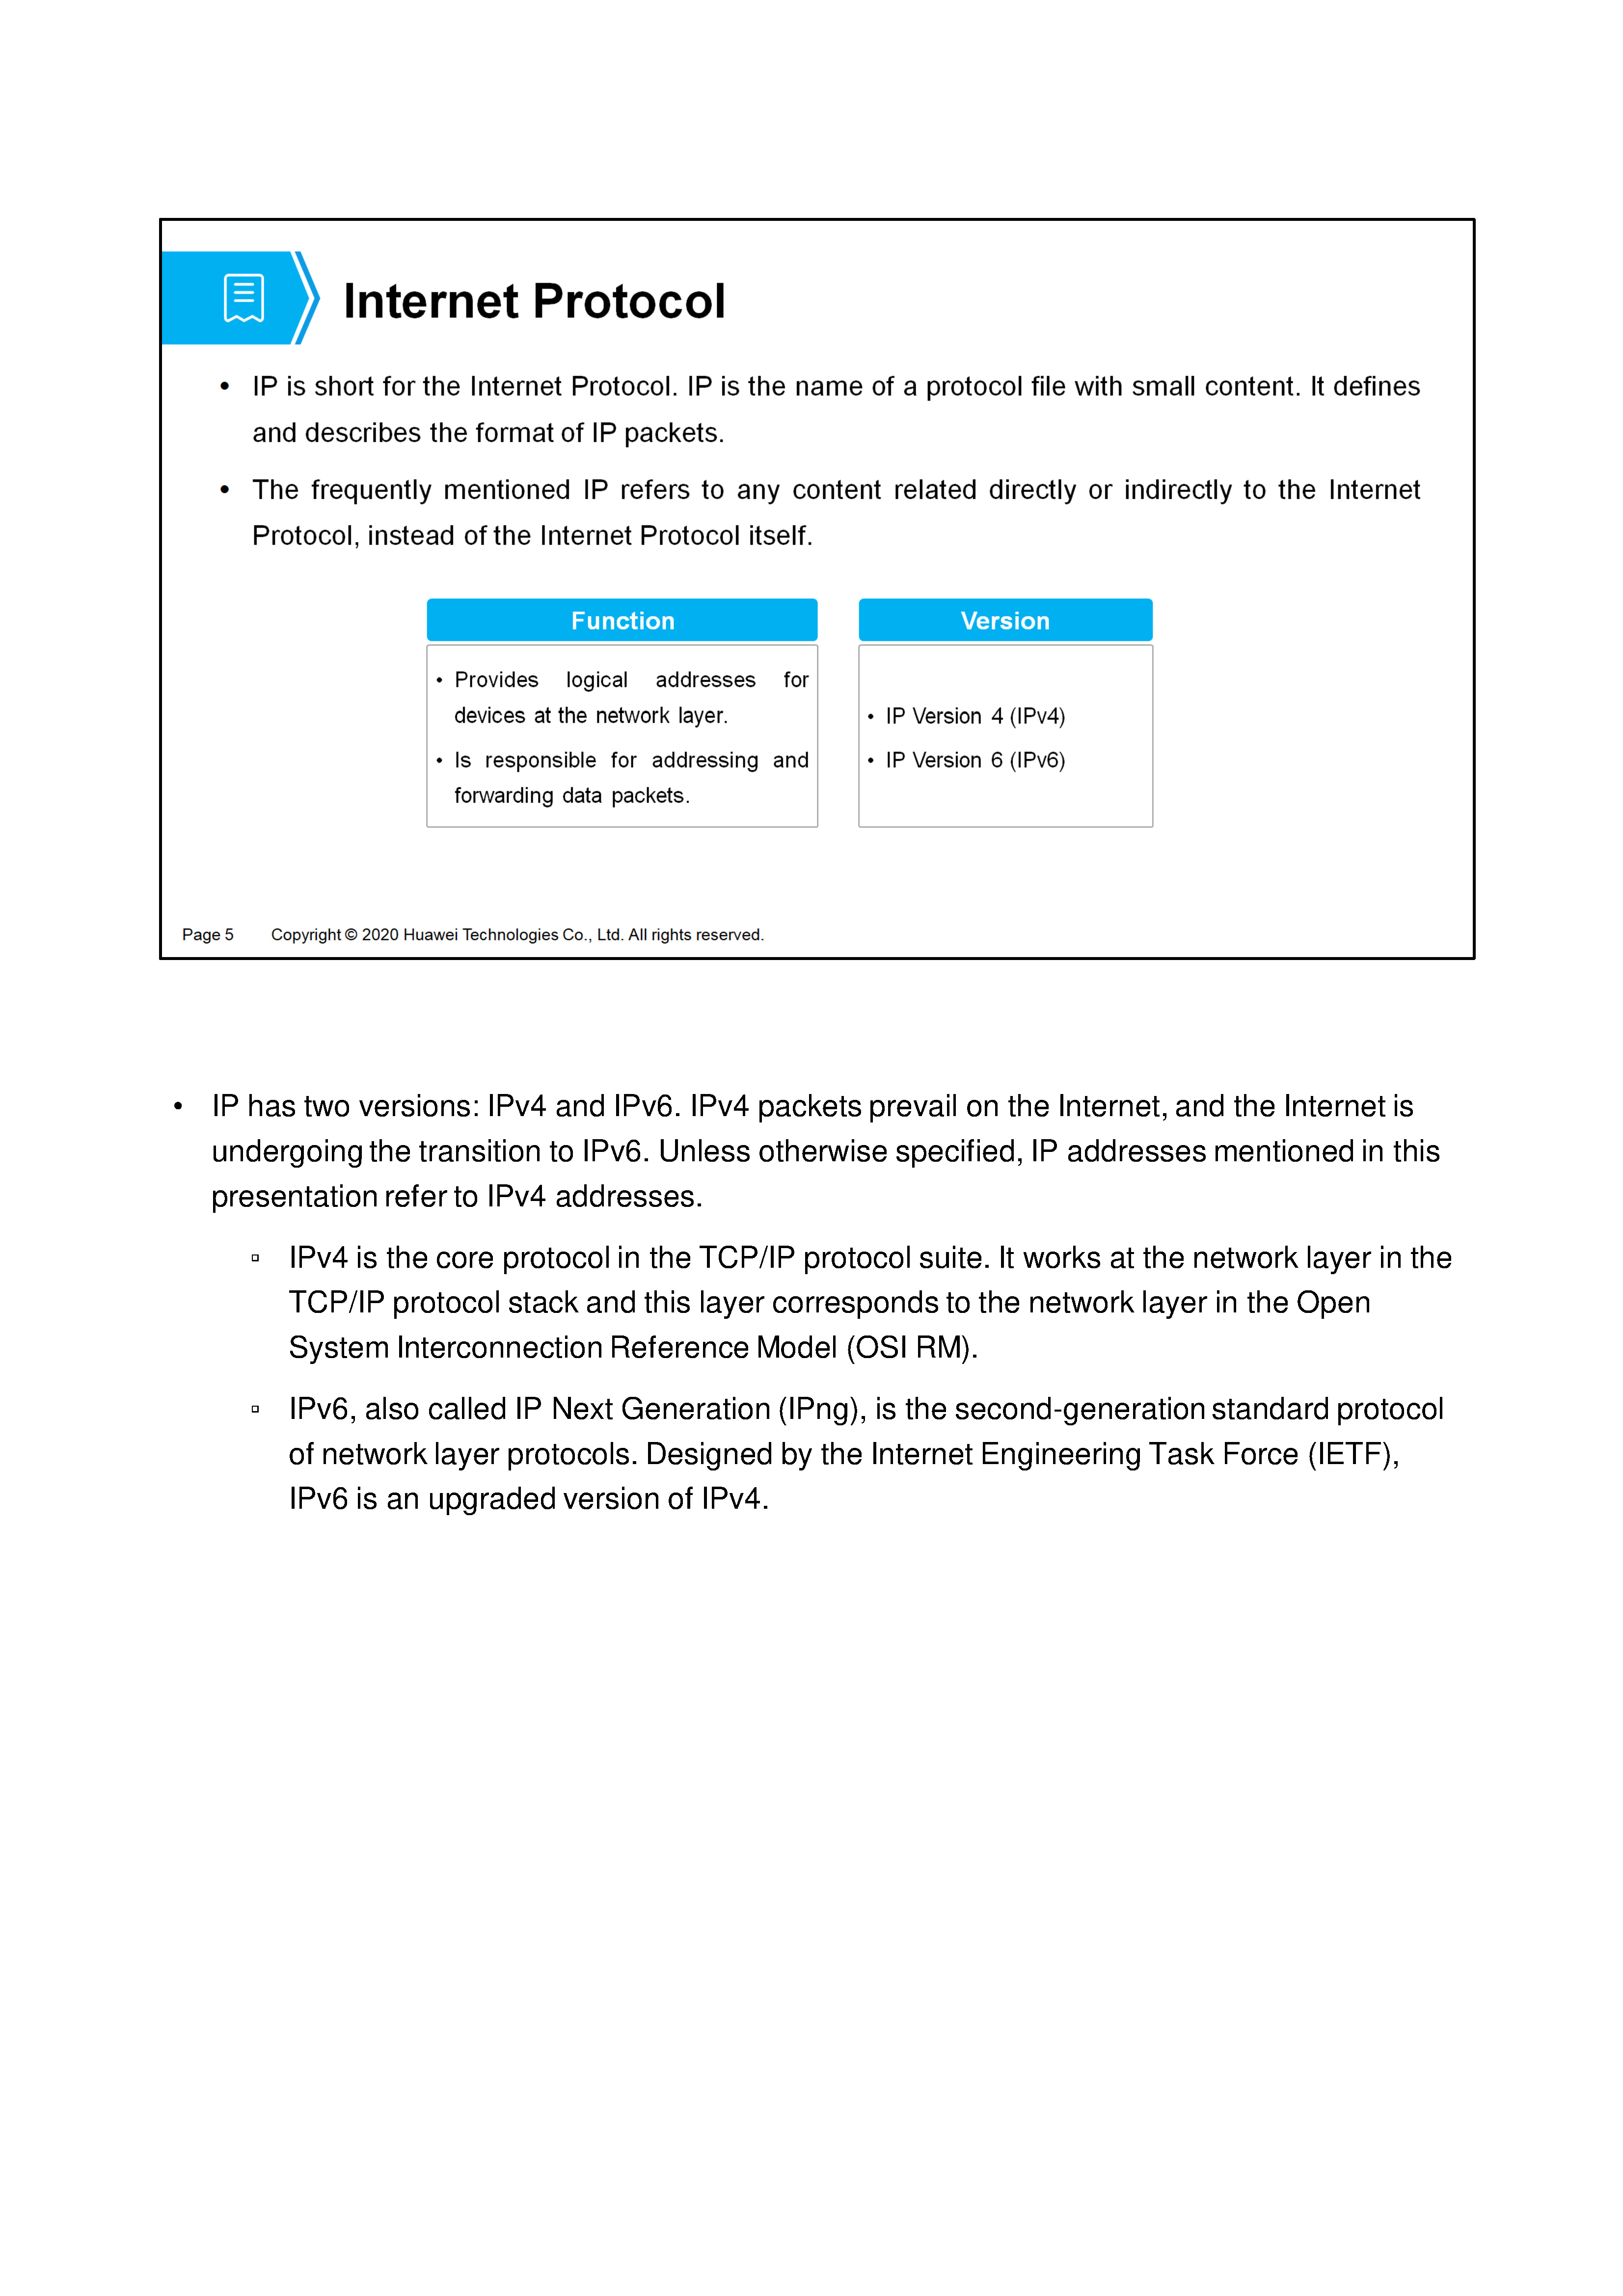 Internet Protocol
• IP is short for the Internet Protocol. IP is the name of a protocol file with small content. It defines
and describes the format of IP packets.
• The frequently mentioned IP refers to any content related directly or indirectly to the Internet
Protocol, instead of the Internet Protocol itself.
Function
• Provides logical addresses for
devices at the network layer.
• Is responsible for addressing and
forwarding data packets.
Version
• IP Version 4 (IPv4)
• IP Version 6 (IPv6)
Page 5 Copyright © 2020 Huawei Technologies Co., Ltd. All rights reserved.
• IP has two versions: IPv4 and IPv6. IPv4 packets prevail on the Internet, and the Internet is
undergoing the transition to IPv6. Unless otherwise specified, IP addresses mentioned in this
presentation refer to IPv4 addresses.
▫ IPv4 is the core protocol in the TCP/IP protocol suite. It works at the network layer in the
TCP/IP protocol stack and this layer corresponds to the network layer in the Open
System Interconnection Reference Model (OSI RM).
▫ IPv6, also called IP Next Generation (IPng), is the second-generation standard protocol
of network layer protocols. Designed by the Internet Engineering Task Force (IETF),
IPv6 is an upgraded version of IPv4.